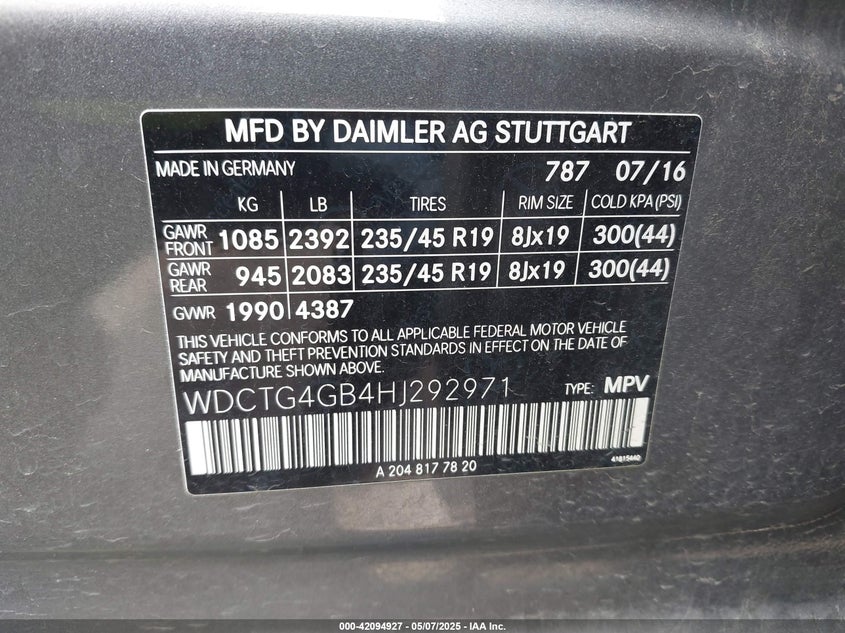 MFD BY DAIMLER AG STUTTGART
MADE IN GERMANY 787 07/16
KG LB TIRES RIM SIZE COLD KPA (PSI)
GAWR FRONT 1085 2392 235/45 R19 8Jx19 300(44)
GAWR REAR 945 2083 235/45 R19 8Jx19 300(44)
GVWR 1990 4387
THIS VEHICLE CONFORMS TO ALL APPLICABLE FEDERAL MOTOR VEHICLE
SAFETY AND THEFT PREVENTION STANDARDS IN EFFECT ON THE DATE OF
MANUFACTURE SHOWN ABOVE.
WDCTG4GB4HJ292971 TYPE: MPV
A 204 817 78 20 41815440
000-42094927 - 05/07/2025 - IAA Inc.